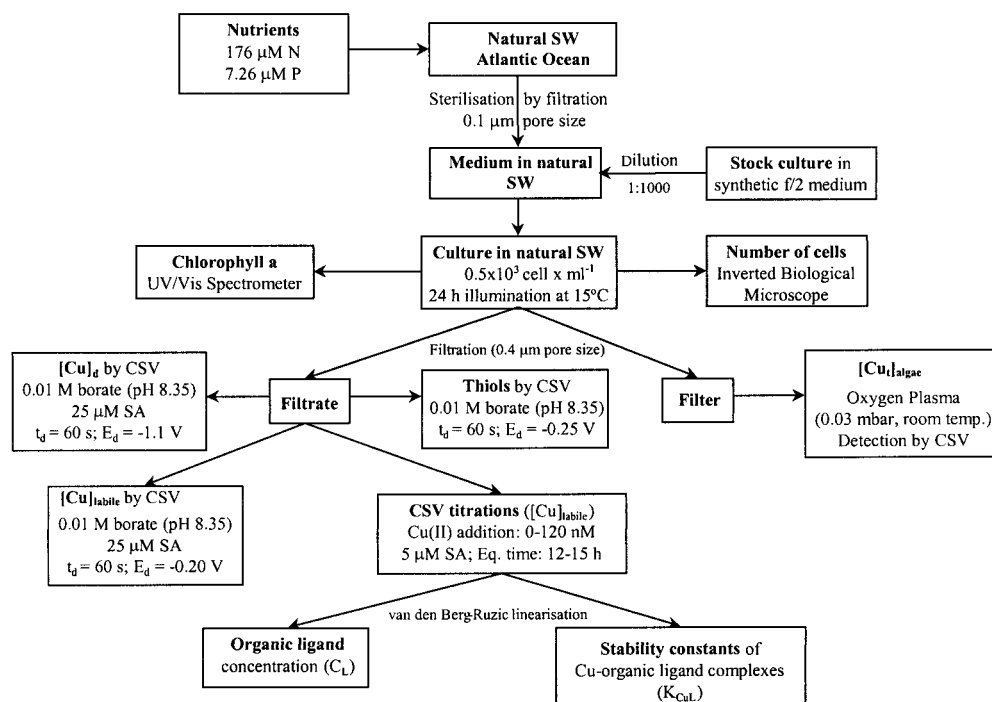 Nutrients
176 μM N
7.26 μM P
Natural SW
Atlantic Ocean
Sterilisation by filtration
0.1 μm pore size
Medium in natural
SW
Dilution
1:1000
Stock culture in
synthetic f/2 medium
Chlorophyll a
UV/Vis Spectrometer
Culture in natural SW
0.5x10³ cell x ml⁻¹
24 h illumination at 15ºC
Number of cells
Inverted Biological
Microscope
Filtration (0.4 μm pore size)
[Cu]d by CSV
0.01 M borate (pH 8.35)
25 μM SA
td = 60 s; Ed = -1.1 V
Filtrate
Thiols by CSV
0.01 M borate (pH 8.35)
td = 60 s; Ed = -0.25 V
Filter
[Cut]algae
Oxygen Plasma
(0.03 mbar, room temp.)
Detection by CSV
[Cu]labile by CSV
0.01 M borate (pH 8.35)
25 μM SA
td = 60 s; Ed = -0.20 V
CSV titrations ([Cu]labile)
Cu(II) addition: 0-120 nM
5 μM SA; Eq. time: 12-15 h
van den Berg-Ruzic linearisation
Organic ligand
concentration (CL)
Stability constants of
Cu-organic ligand complexes
(KCuL)